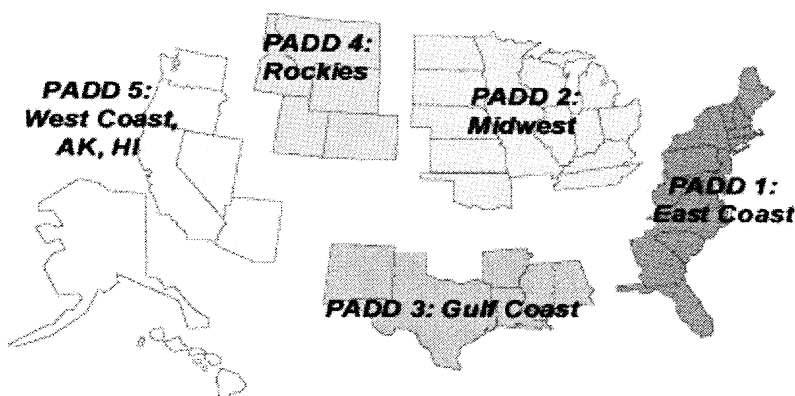 PADD 5:
West Coast,
AK, HI
PADD 4:
Rockies
PADD 2:
Midwest
PADD 1:
East Coast
PADD 3: Gulf Coast